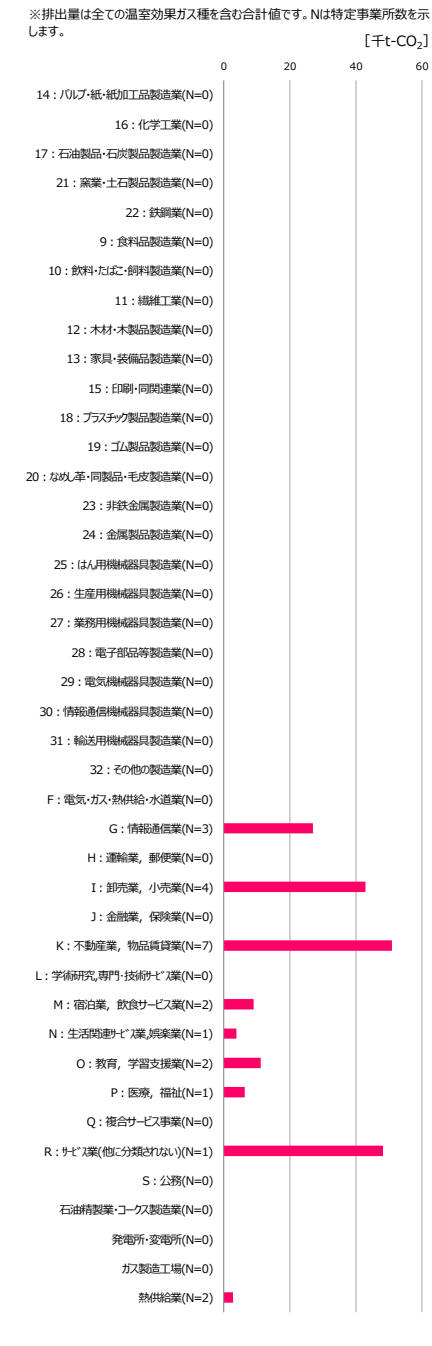 ※排出量は全ての温室効果ガス種を含む合計値です。Nは特定事業所数を示
します。
［千t-CO₂］
0 20 40 60
14：パルプ・紙・紙加工品製造業(N=0)
16：化学工業(N=0)
17：石油製品・石炭製品製造業(N=0)
21：窯業・土石製品製造業(N=0)
22：鉄鋼業(N=0)
9：食料品製造業(N=0)
10：飲料・たばこ・飼料製造業(N=0)
11：繊維工業(N=0)
12：木材・木製品製造業(N=0)
13：家具・装備品製造業(N=0)
15：印刷・同関連業(N=0)
18：プラスチック製品製造業(N=0)
19：ゴム製品製造業(N=0)
20：なめし革・同製品・毛皮製造業(N=0)
23：非鉄金属製造業(N=0)
24：金属製品製造業(N=0)
25：はん用機械器具製造業(N=0)
26：生産用機械器具製造業(N=0)
27：業務用機械器具製造業(N=0)
28：電子部品等製造業(N=0)
29：電気機械器具製造業(N=0)
30：情報通信機械器具製造業(N=0)
31：輸送用機械器具製造業(N=0)
32：その他の製造業(N=0)
F：電気・ガス・熱供給・水道業(N=0)
G：情報通信業(N=3)
H：運輸業，郵便業(N=0)
I：卸売業，小売業(N=4)
J：金融業，保険業(N=0)
K：不動産業，物品賃貸業(N=7)
L：学術研究,専門・技術ｻｰﾋﾞｽ業(N=0)
M：宿泊業，飲食サービス業(N=2)
N：生活関連ｻｰﾋﾞｽ業,娯楽業(N=1)
O：教育，学習支援業(N=2)
P：医療，福祉(N=1)
Q：複合サービス事業(N=0)
R：ｻｰﾋﾞｽ業(他に分類されない)(N=1)
S：公務(N=0)
石油精製業・コークス製造業(N=0)
発電所・変電所(N=0)
ガス製造工場(N=0)
熱供給業(N=2)